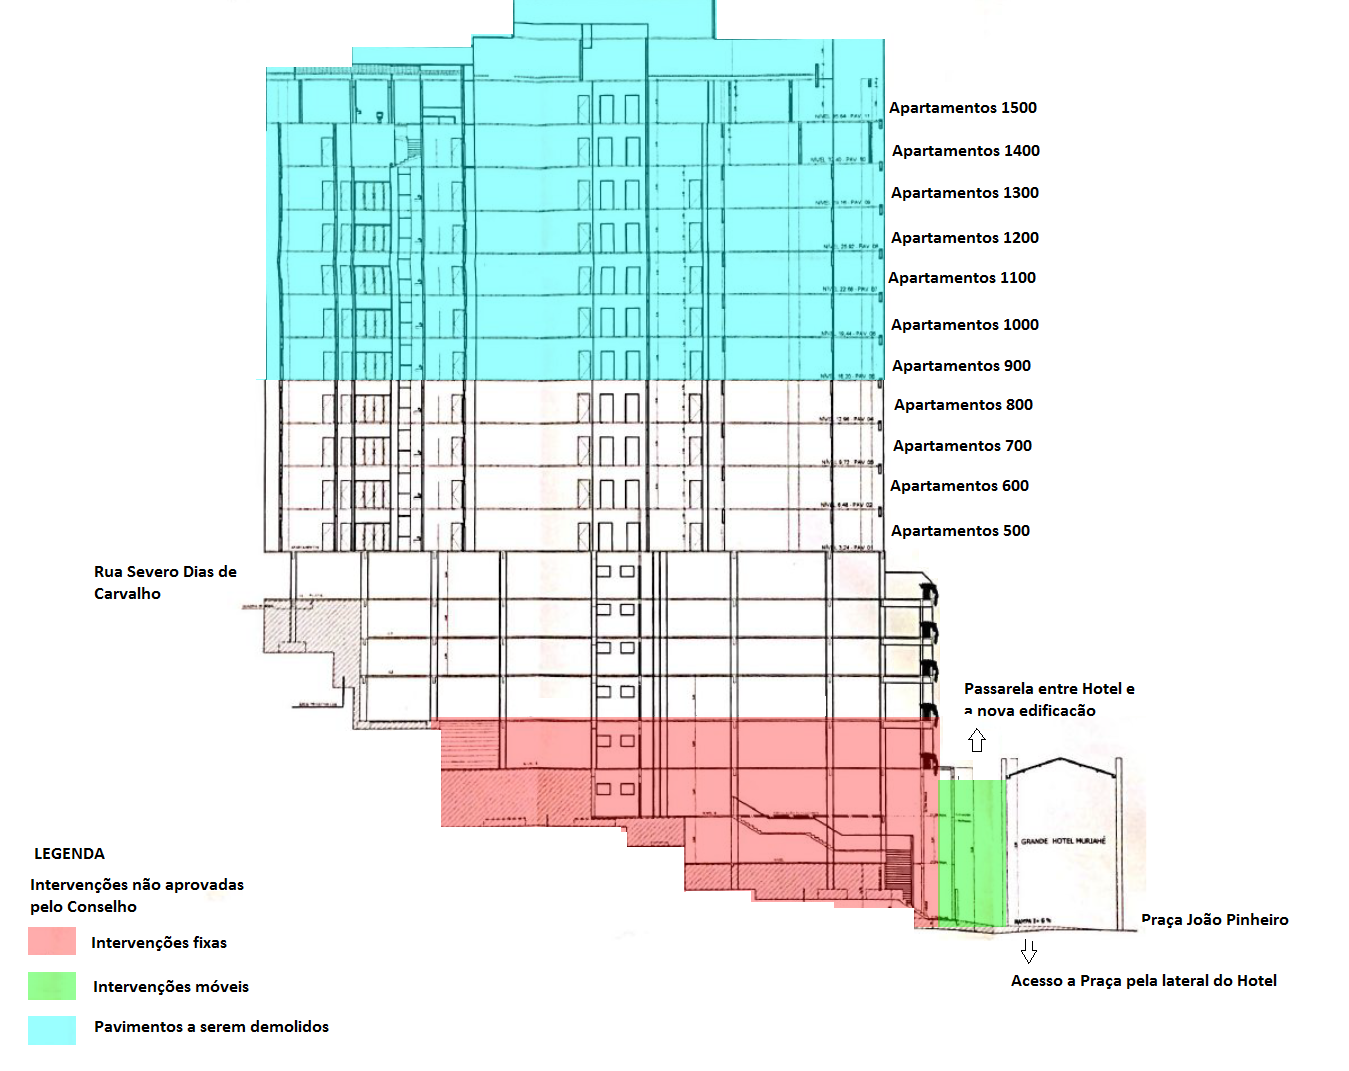 Apartamentos 1500
Apartamentos 1400
Apartamentos 1300
Apartamentos 1200
Apartamentos 1100
Apartamentos 1000
Apartamentos 900
Apartamentos 800
Apartamentos 700
Apartamentos 600
Apartamentos 500
Rua Severo Dias de
Carvalho
Passarela entre Hotel e
a nova edificacão
GRANDE HOTEL MURIAHÉ
Praça João Pinheiro
Acesso a Praça pela lateral do Hotel
LEGENDA
Intervenções não aprovadas
pelo Conselho
Intervenções fixas
Intervenções móveis
Pavimentos a serem demolidos